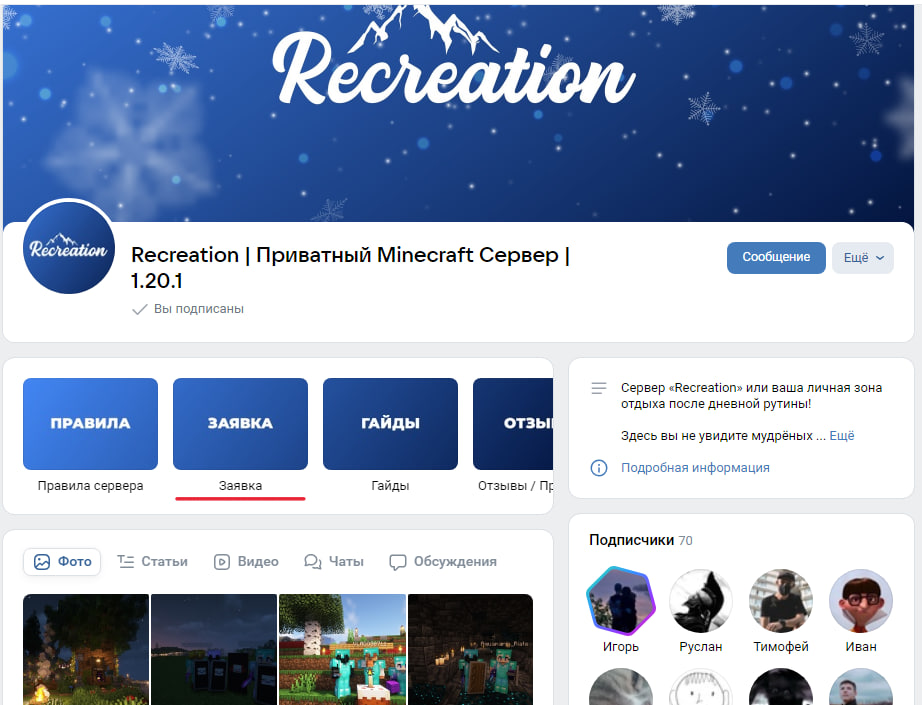 Recreation
Recreation
Recreation | Приватный Minecraft Сервер |
1.20.1
Вы подписаны
Сообщение
Ещё
ПРАВИЛА
ЗАЯВКА
ГАЙДЫ
ОТЗЫ
Правила сервера
Заявка
Гайды
Отзывы / Пр
Сервер «Recreation» или ваша личная зона
отдыха после дневной рутины!
Здесь вы не увидите мудрёных ... Ещё
Подробная информация
Фото
Статьи
Видео
Чаты
Обсуждения
Подписчики 70
Игорь
Руслан
Тимофей
Иван